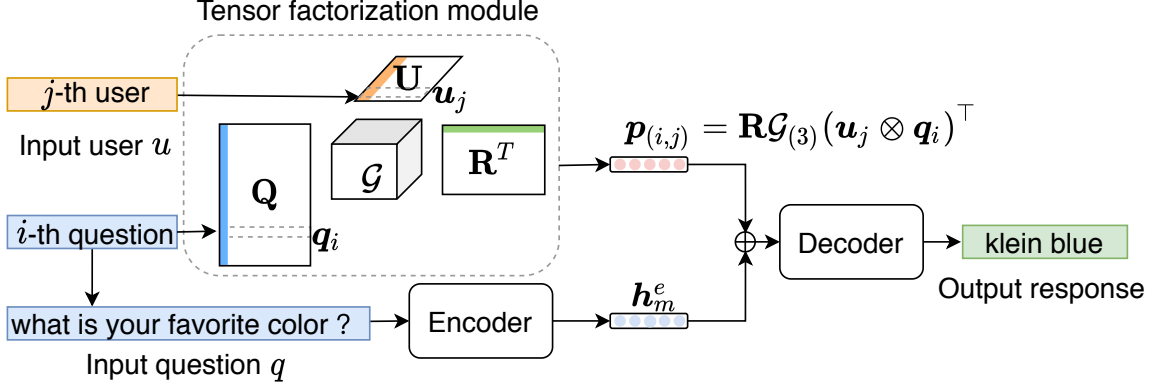 Tensor factorization module
j-th user
Input user u
U
u_j
G
R^T
Q
q_i
p_(i,j) = RG_(3)(u_j ⊗ q_i)^⊤
i-th question
Decoder
klein blue
Output response
h_m^e
what is your favorite color ?
Encoder
Input question q